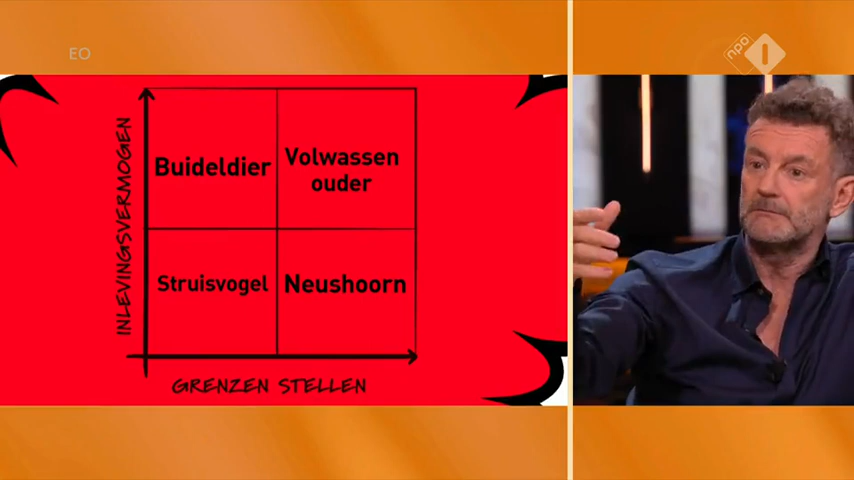 EO
npo
1
INLEVINGSVERMOGEN
Buideldier
Volwassen
ouder
Struisvogel
Neushoorn
GRENZEN STELLEN